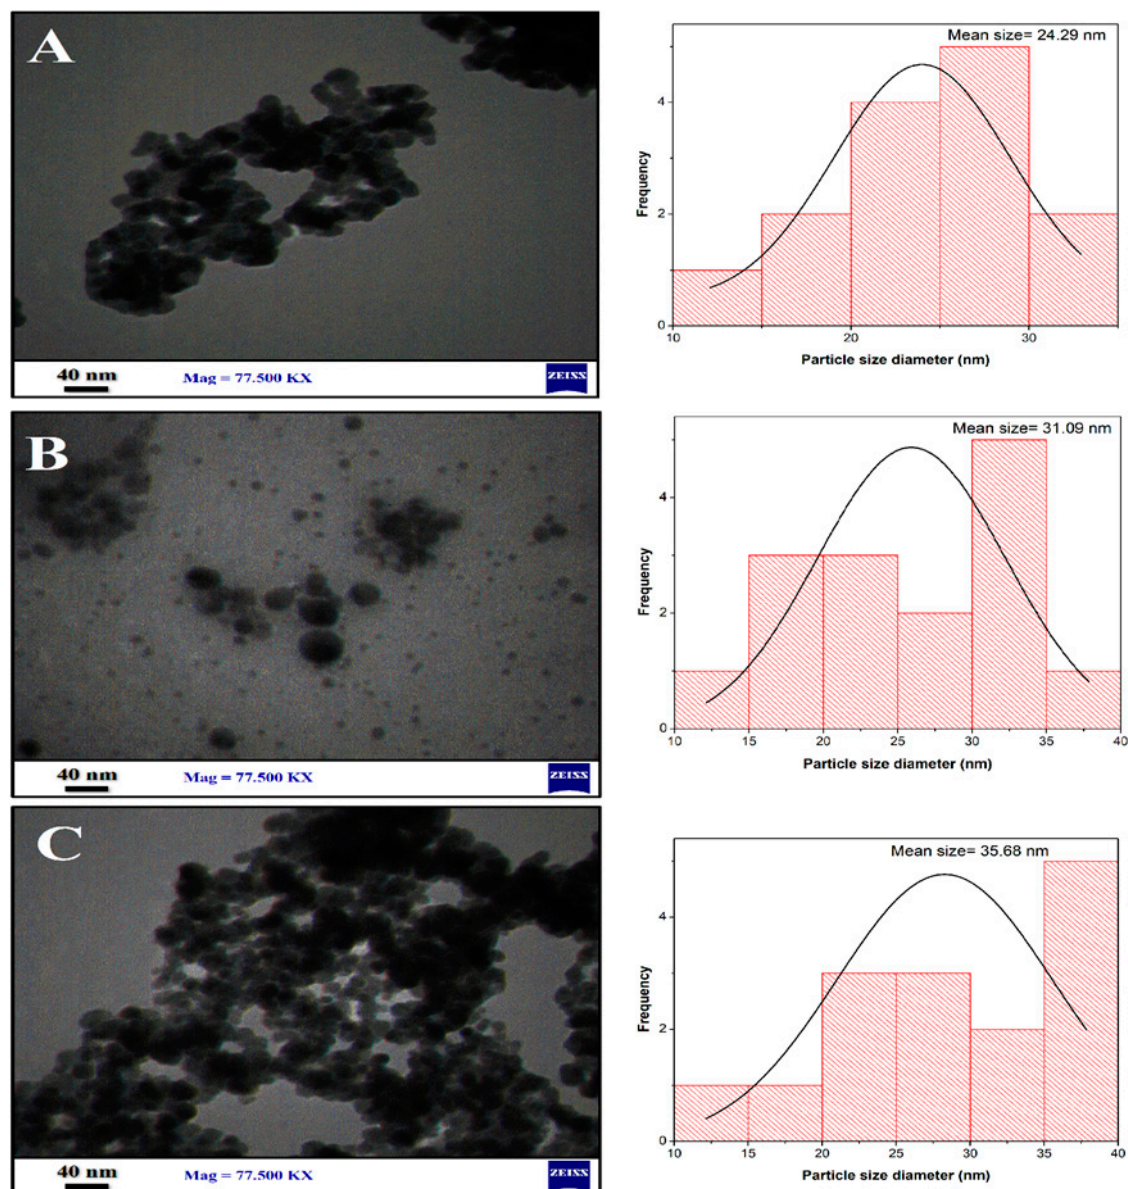 A
40 nm
Mag = 77.500 KX
ZEISS
Mean size= 24.29 nm
Frequency
4
2
0
10
20
30
Particle size diameter (nm)
B
40 nm
Mag = 77.500 KX
ZEISS
Mean size= 31.09 nm
Frequency
4
2
0
10 15 20 25 30 35 40
Particle size diameter (nm)
C
40 nm
Mag = 77.500 KX
ZEISS
Mean size= 35.68 nm
Frequency
4
2
0
10 15 20 25 30 35 40
Particle size diameter (nm)